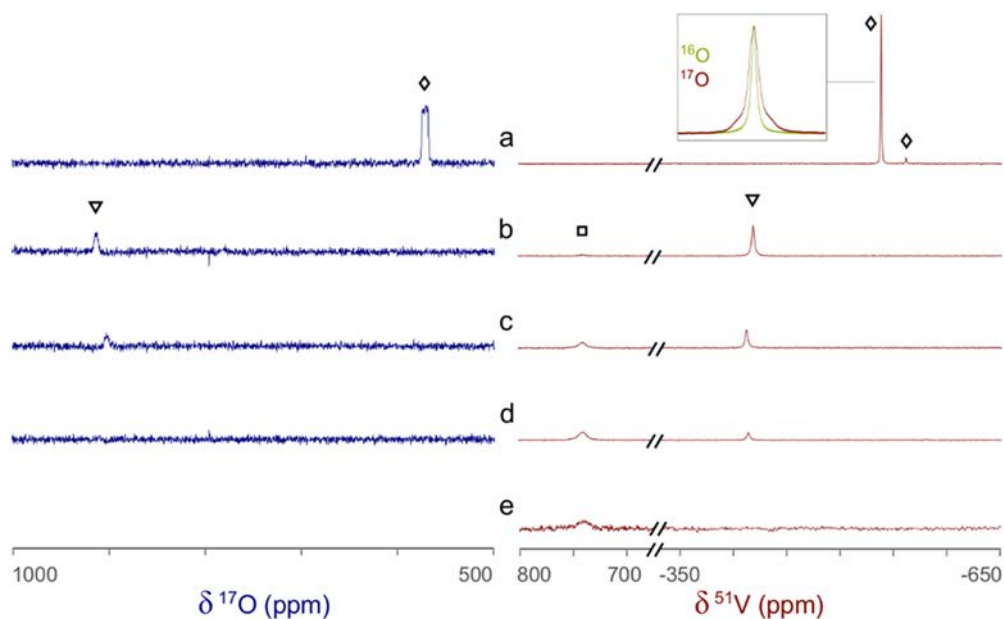 ¹⁶O
¹⁷O
a
b
c
d
e
1000 500 800 700 -350 -650
δ ¹⁷O (ppm) δ ⁵¹V (ppm)